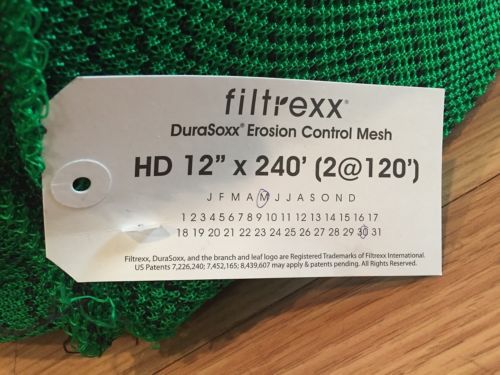 filtrexx®
DuraSoxx® Erosion Control Mesh
HD 12" x 240' (2@120')
J F M A M J J A S O N D
1 2 3 4 5 6 7 8 9 10 11 12 13 14 15 16 17
18 19 20 21 22 23 24 25 26 27 28 29 30 31
Filtrexx, DuraSoxx, and the branch and leaf logo are Registered Trademarks of Filtrexx International.
US Patents 7,226,240; 7,452,165; 8,439,607 may apply & patents pending. All Rights Reserved.